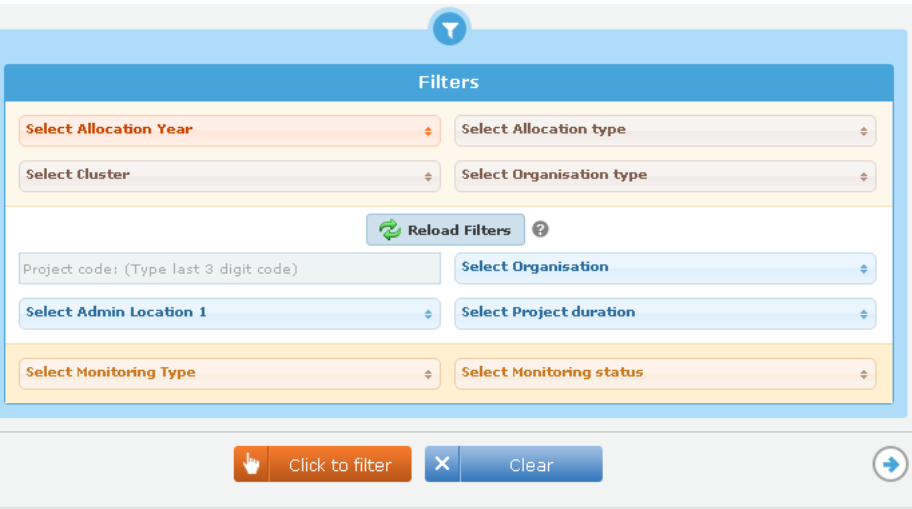 Filters
Select Allocation Year
Select Allocation type
Select Cluster
Select Organisation type
Reload Filters ?
Project code: (Type last 3 digit code)
Select Organisation
Select Admin Location 1
Select Project duration
Select Monitoring Type
Select Monitoring status
Click to filter
Clear